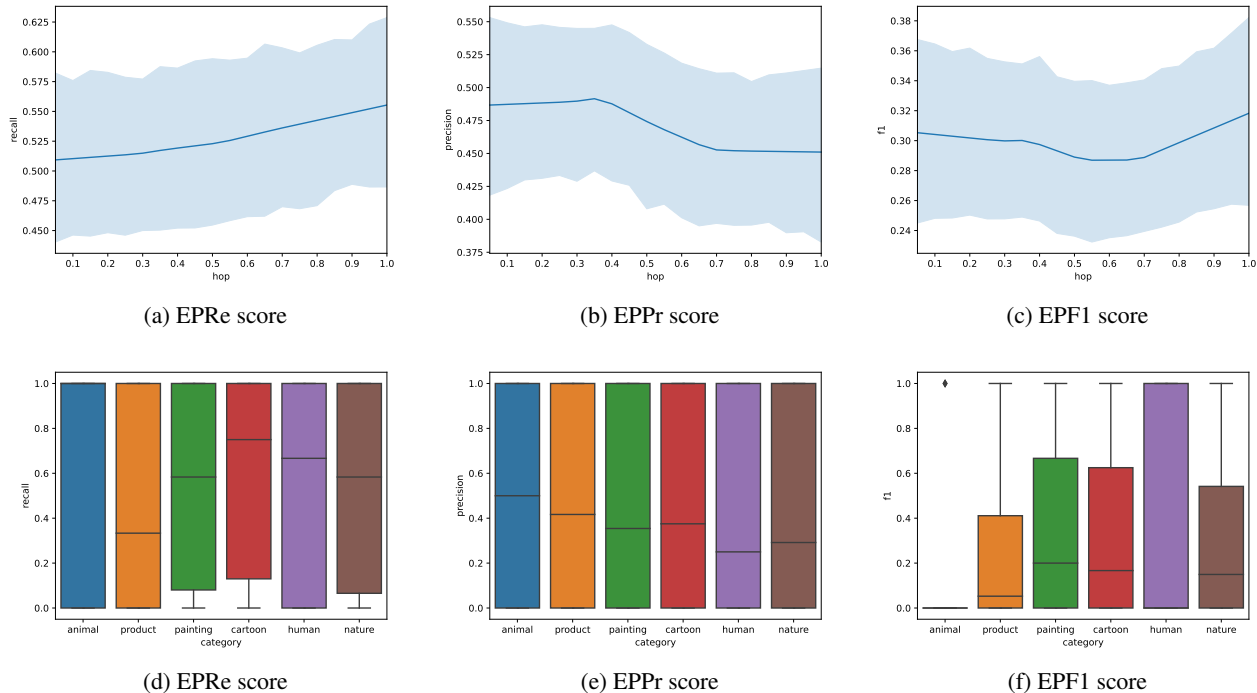 0.625
0.600
0.575
0.550
0.525
0.500
0.475
0.450
recall
0.1 0.2 0.3 0.4 0.5 0.6 0.7 0.8 0.9 1.0
hop
(a) EPRe score
0.550
0.525
0.500
0.475
0.450
0.425
0.400
0.375
precision
0.1 0.2 0.3 0.4 0.5 0.6 0.7 0.8 0.9 1.0
hop
(b) EPPr score
0.38
0.36
0.34
0.32
0.30
0.28
0.26
0.24
f1
0.1 0.2 0.3 0.4 0.5 0.6 0.7 0.8 0.9 1.0
hop
(c) EPF1 score
1.0
0.8
0.6
0.4
0.2
0.0
recall
animal product painting cartoon human nature
category
(d) EPRe score
1.0
0.8
0.6
0.4
0.2
0.0
precision
animal product painting cartoon human nature
category
(e) EPPr score
1.0
0.8
0.6
0.4
0.2
0.0
f1
animal product painting cartoon human nature
category
(f) EPF1 score